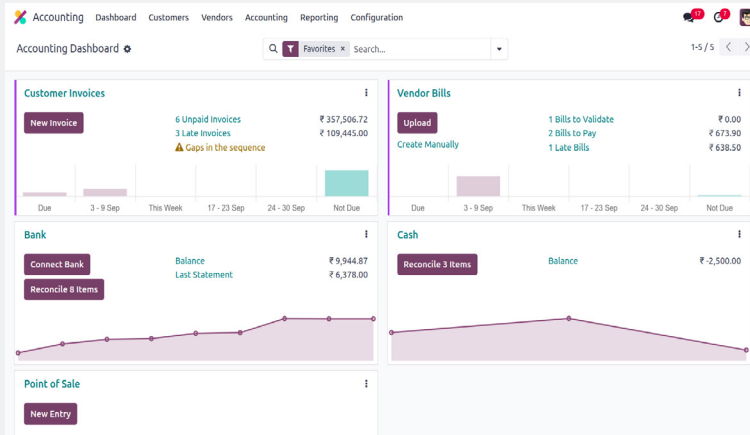 Accounting Dashboard Customers Vendors Accounting Reporting Configuration 17 7
Accounting Dashboard Favorites × Search... 1-5 / 5
Customer Invoices
New Invoice
6 Unpaid Invoices ₹ 357,506.72
3 Late Invoices ₹ 109,445.00
Gaps in the sequence
Due 3 - 9 Sep This Week 17 - 23 Sep 24 - 30 Sep Not Due
Vendor Bills
Upload
Create Manually
1 Bills to Validate ₹ 0.00
2 Bills to Pay ₹ 673.90
1 Late Bills ₹ 638.50
Due 3 - 9 Sep This Week 17 - 23 Sep 24 - 30 Sep Not Due
Bank
Connect Bank
Reconcile 8 Items
Balance ₹ 9,944.87
Last Statement ₹ 6,378.00
Cash
Reconcile 3 Items
Balance ₹ -2,500.00
Point of Sale
New Entry